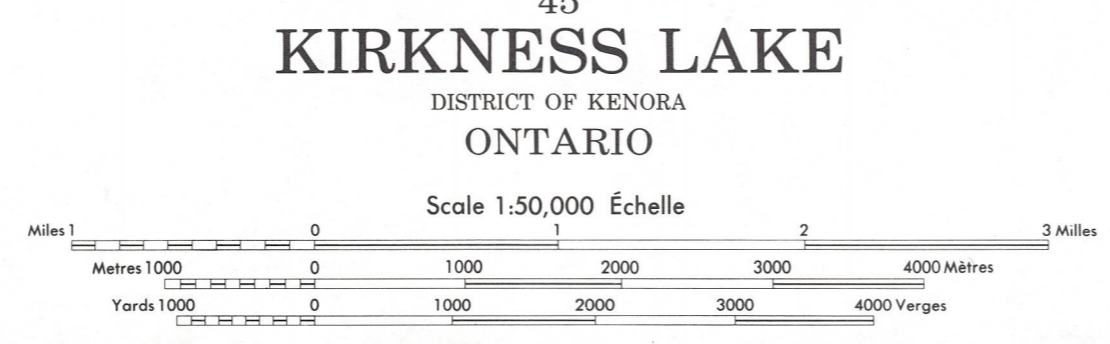 45
KIRKNESS LAKE
DISTRICT OF KENORA
ONTARIO
Scale 1:50,000 Échelle
Miles 1 0 1 2 3 Milles
Metres 1000 0 1000 2000 3000 4000 Mètres
Yards 1000 0 1000 2000 3000 4000 Verges